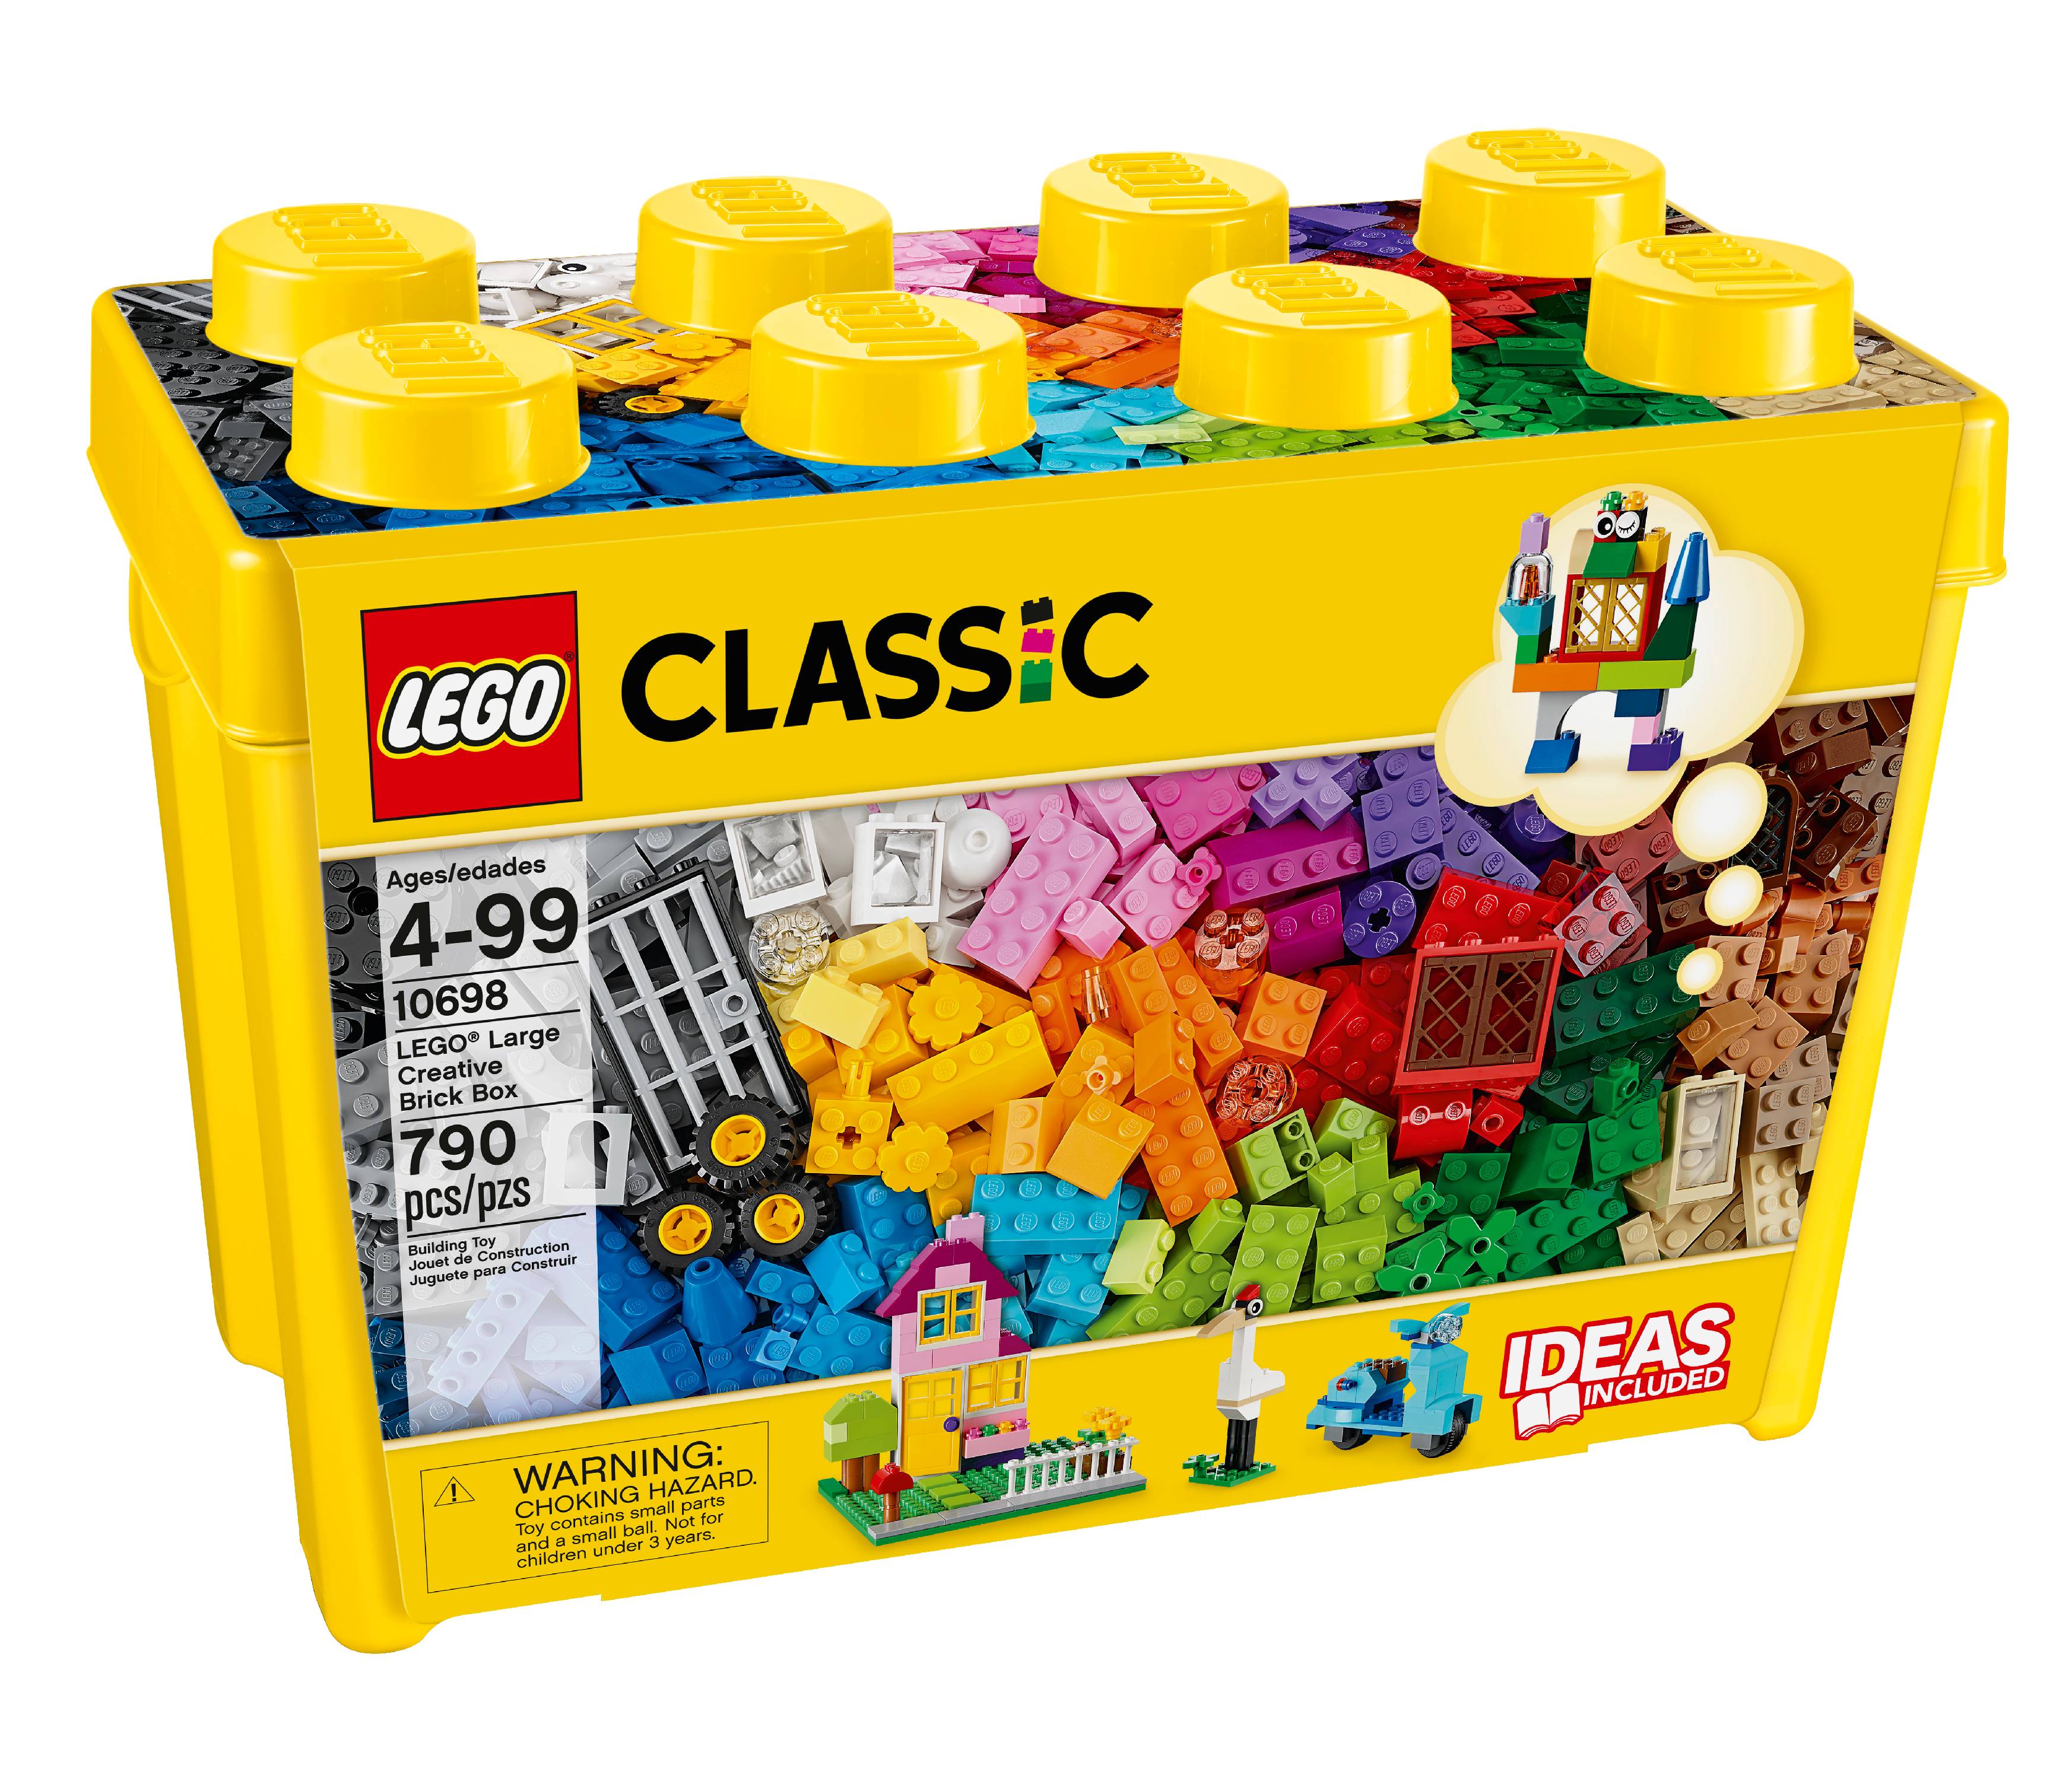 LEGO®
CLASSiC
Ages/edades
4-99
10698
LEGO® Large
Creative
Brick Box
790
pcs/pzs
Building Toy
Jouet de Construction
Juguete para Construir
WARNING:
CHOKING HAZARD.
Toy contains small parts
and a small ball. Not for
children under 3 years.
IDEAS
INCLUDED